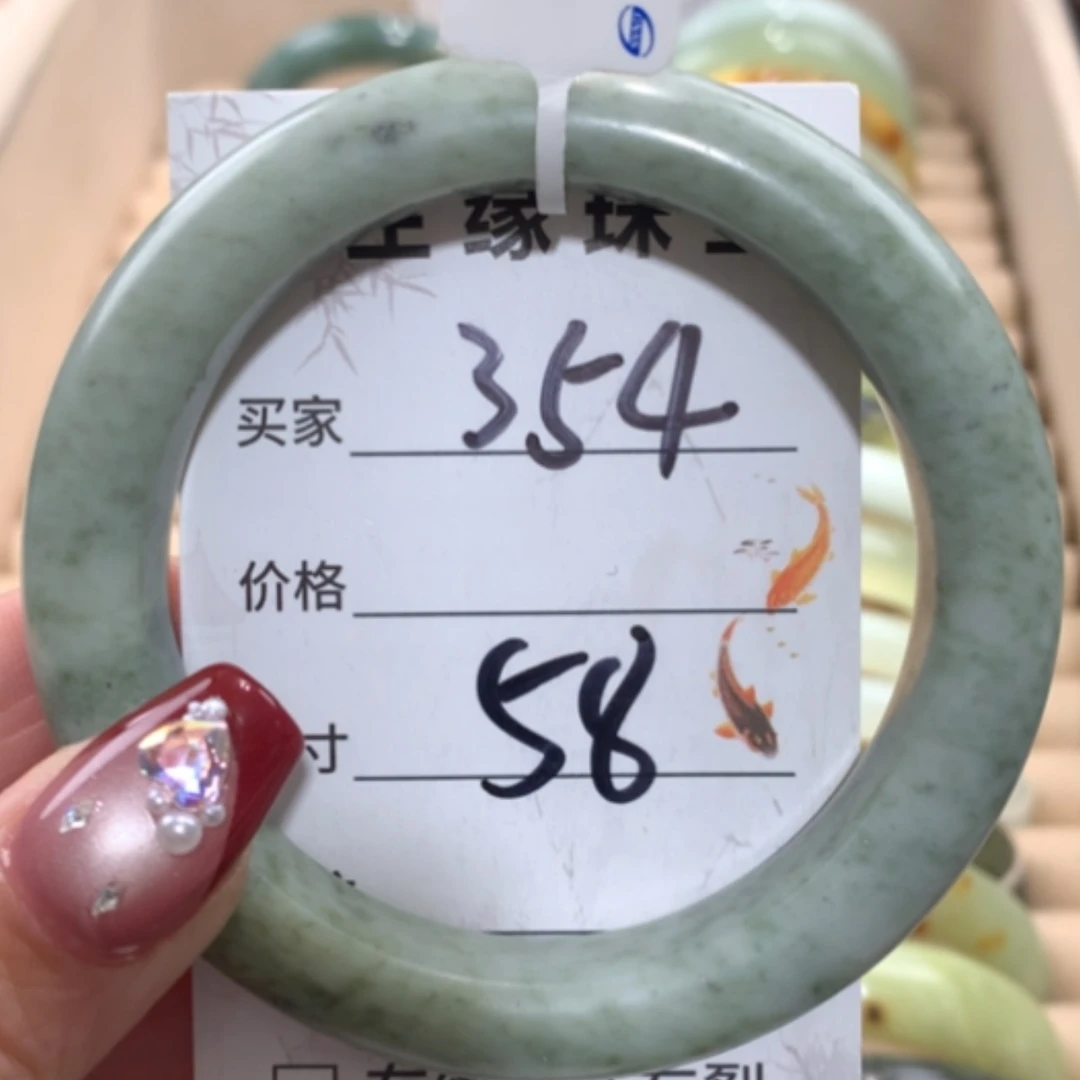 缘 珠
买家 354
价格
寸 58